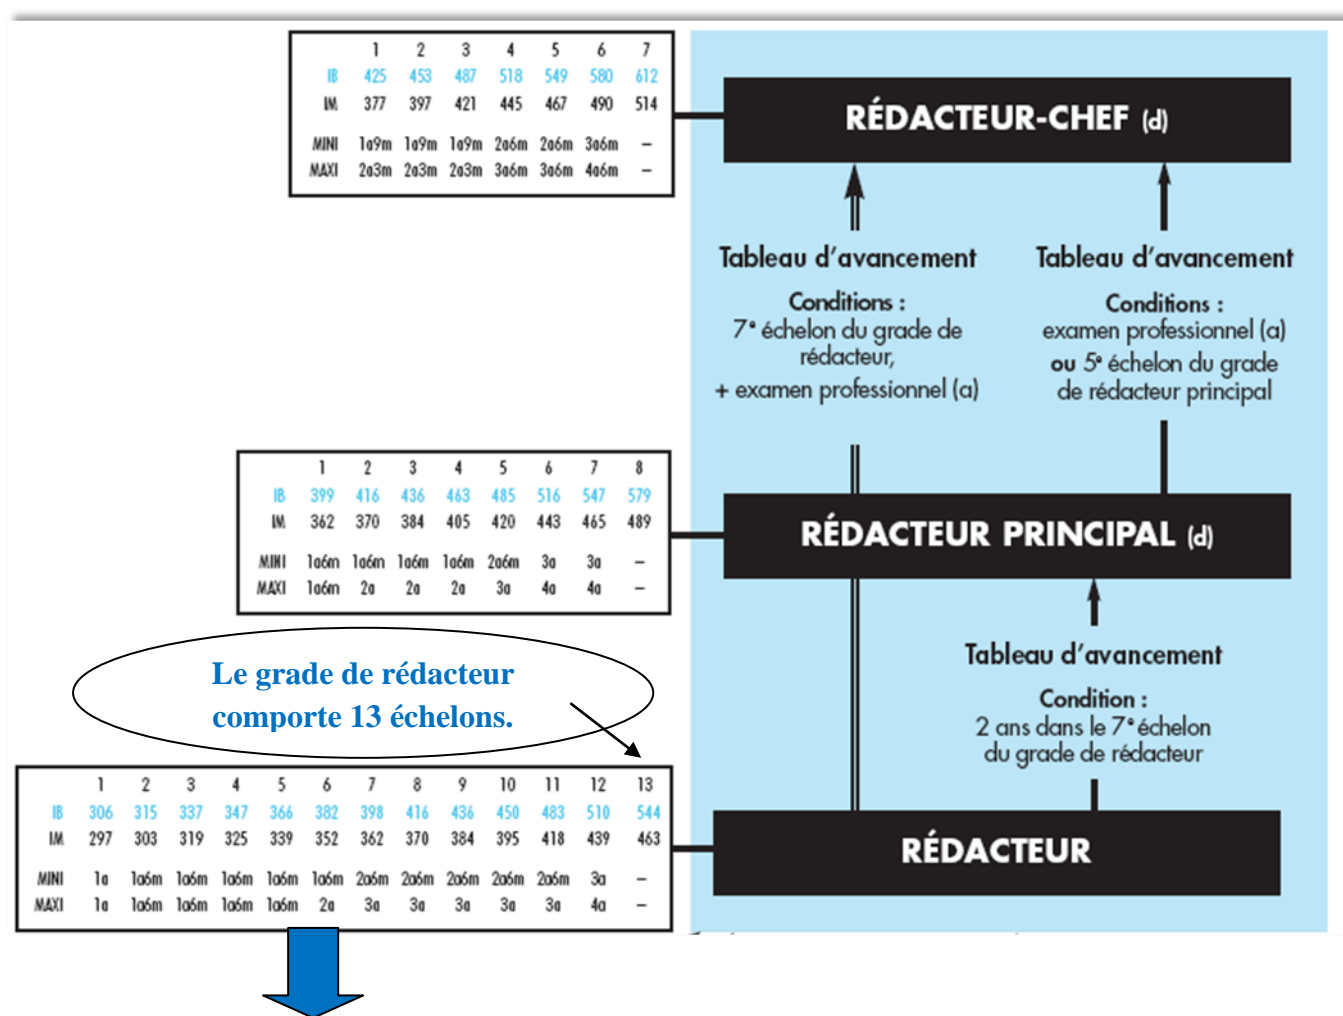 1 2 3 4 5 6 7
IB 425 453 487 518 549 580 612
IM 377 397 421 445 467 490 514
MINI 1a9m 1a9m 1a9m 2a6m 2a6m 3a6m –
MAXI 2a3m 2a3m 2a3m 3a6m 3a6m 4a6m –
RÉDACTEUR-CHEF (d)
Tableau d'avancement
Conditions :
7e échelon du grade de
rédacteur,
+ examen professionnel (a)
Tableau d'avancement
Conditions :
examen professionnel (a)
ou 5e échelon du grade
de rédacteur principal
1 2 3 4 5 6 7 8
IB 399 416 436 463 485 516 547 579
IM 362 370 384 405 420 443 465 489
MINI 1a6m 1a6m 1a6m 1a6m 2a6m 3a 3a –
MAXI 1a6m 2a 2a 2a 3a 4a 4a –
RÉDACTEUR PRINCIPAL (d)
Le grade de rédacteur
comporte 13 échelons.
Tableau d'avancement
Condition :
2 ans dans le 7e échelon
du grade de rédacteur
1 2 3 4 5 6 7 8 9 10 11 12 13
IB 306 315 337 347 366 382 398 416 436 450 483 510 544
IM 297 303 319 325 339 352 362 370 384 395 418 439 463
MINI 1a 1a6m 1a6m 1a6m 1a6m 1a6m 2a6m 2a6m 2a6m 2a6m 2a6m 3a –
MAXI 1a 1a6m 1a6m 1a6m 1a6m 2a 3a 3a 3a 3a 3a 4a –
RÉDACTEUR